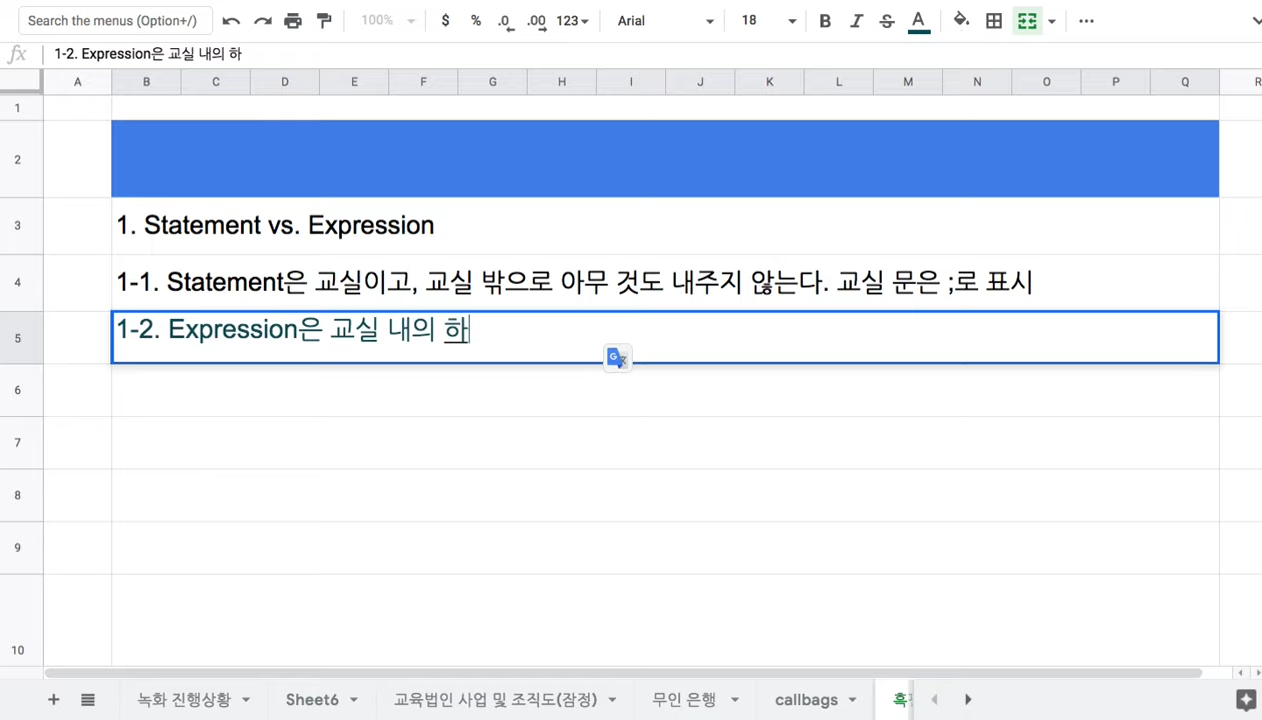 Search the menus (Option+/) 100% $ % .0 .00 123 Arial 18 B I S A
fx 1-2. Expression은 교실 내의 하
A B C D E F G H I J K L M N O P Q R
1
2
3 1. Statement vs. Expression
4 1-1. Statement은 교실이고, 교실 밖으로 아무 것도 내주지 않는다. 교실 문은 ;로 표시
5 1-2. Expression은 교실 내의 하
6
7
8
9
10
+ 녹화 진행상황 Sheet6 교육법인 사업 및 조직도(잠정) 무인 은행 callbags